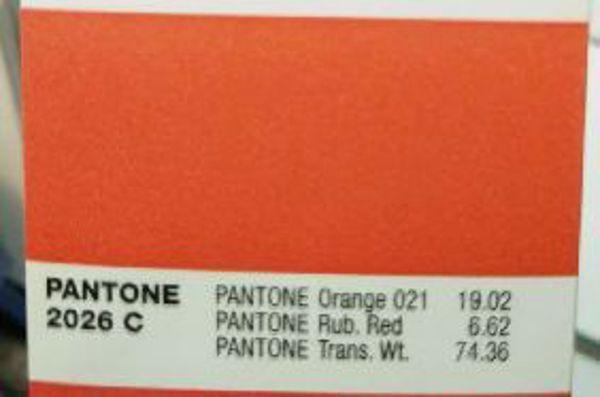 PANTONE
2026 C
PANTONE Orange 021 19.02
PANTONE Rub. Red 6.62
PANTONE Trans. Wt. 74.36